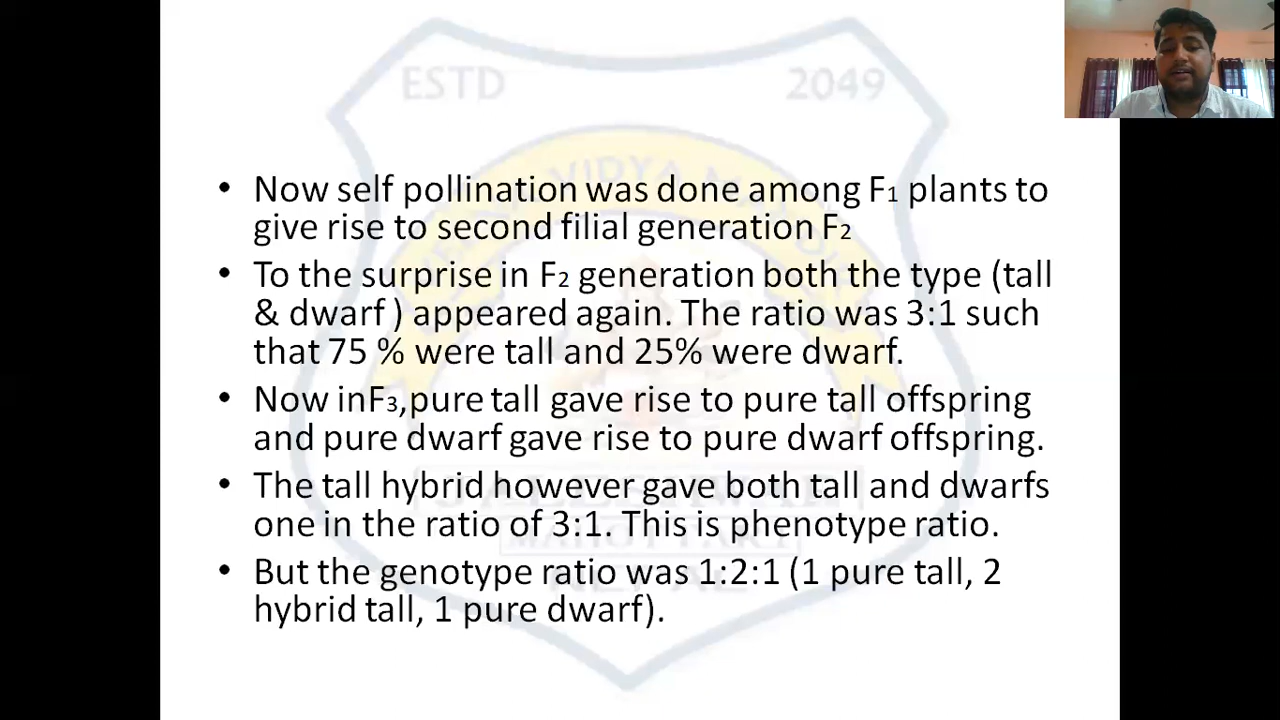 ESTD 2049
VIDYA
• Now self pollination was done among F1 plants to
give rise to second filial generation F2
• To the surprise in F2 generation both the type (tall
& dwarf ) appeared again. The ratio was 3:1 such
that 75 % were tall and 25% were dwarf.
• Now inF3,pure tall gave rise to pure tall offspring
and pure dwarf gave rise to pure dwarf offspring.
• The tall hybrid however gave both tall and dwarfs
one in the ratio of 3:1. This is phenotype ratio.
• But the genotype ratio was 1:2:1 (1 pure tall, 2
hybrid tall, 1 pure dwarf).